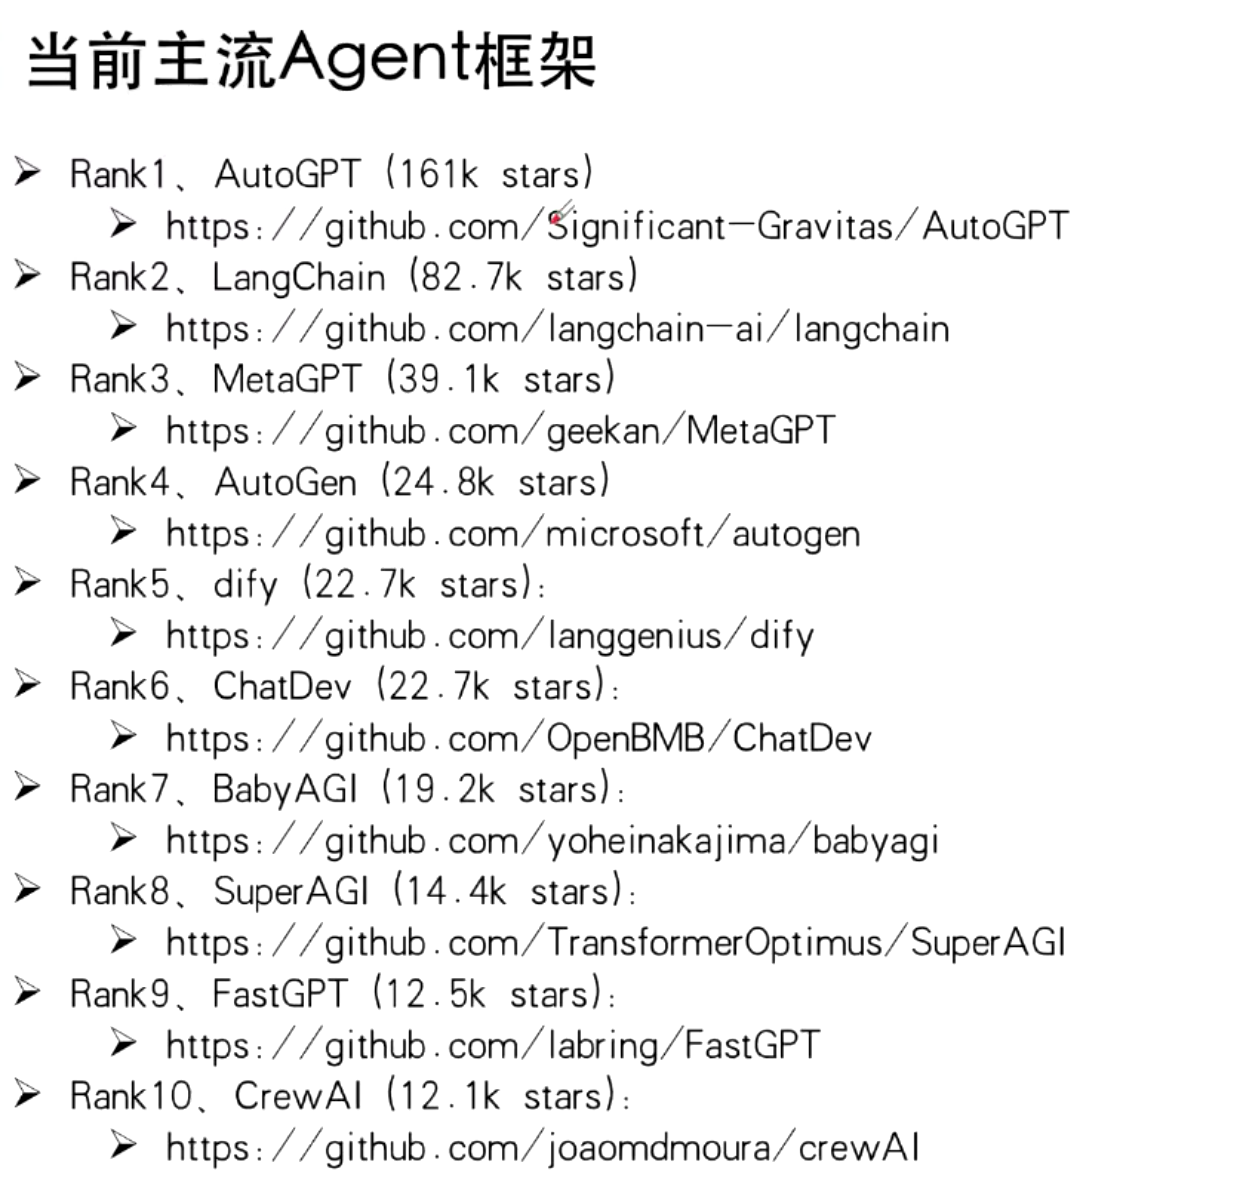 当前主流Agent框架
Rank1、AutoGPT (161k stars)
https://github.com/Significant-Gravitas/AutoGPT
Rank2、LangChain (82.7k stars)
https://github.com/langchain-ai/langchain
Rank3、MetaGPT (39.1k stars)
https://github.com/geekan/MetaGPT
Rank4、AutoGen (24.8k stars)
https://github.com/microsoft/autogen
Rank5、dify (22.7k stars):
https://github.com/langgenius/dify
Rank6、ChatDev (22.7k stars):
https://github.com/OpenBMB/ChatDev
Rank7、BabyAGI (19.2k stars):
https://github.com/yoheinakajima/babyagi
Rank8、SuperAGI (14.4k stars):
https://github.com/TransformerOptimus/SuperAGI
Rank9、FastGPT (12.5k stars):
https://github.com/labring/FastGPT
Rank10、CrewAI (12.1k stars):
https://github.com/joaomdmoura/crewAI